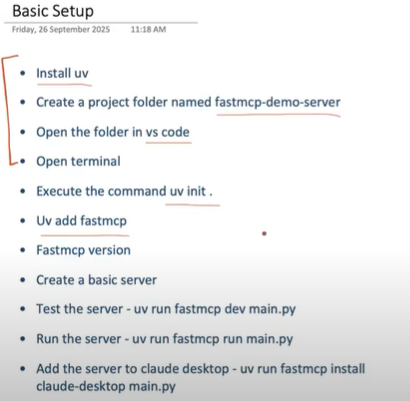 Basic Setup
Friday, 26 September 2025 11:18 AM
• Install uv
• Create a project folder named fastmcp-demo-server
• Open the folder in vs code
• Open terminal
• Execute the command uv init .
• Uv add fastmcp
• Fastmcp version
• Create a basic server
• Test the server - uv run fastmcp dev main.py
• Run the server - uv run fastmcp run main.py
• Add the server to claude desktop - uv run fastmcp install
claude-desktop main.py